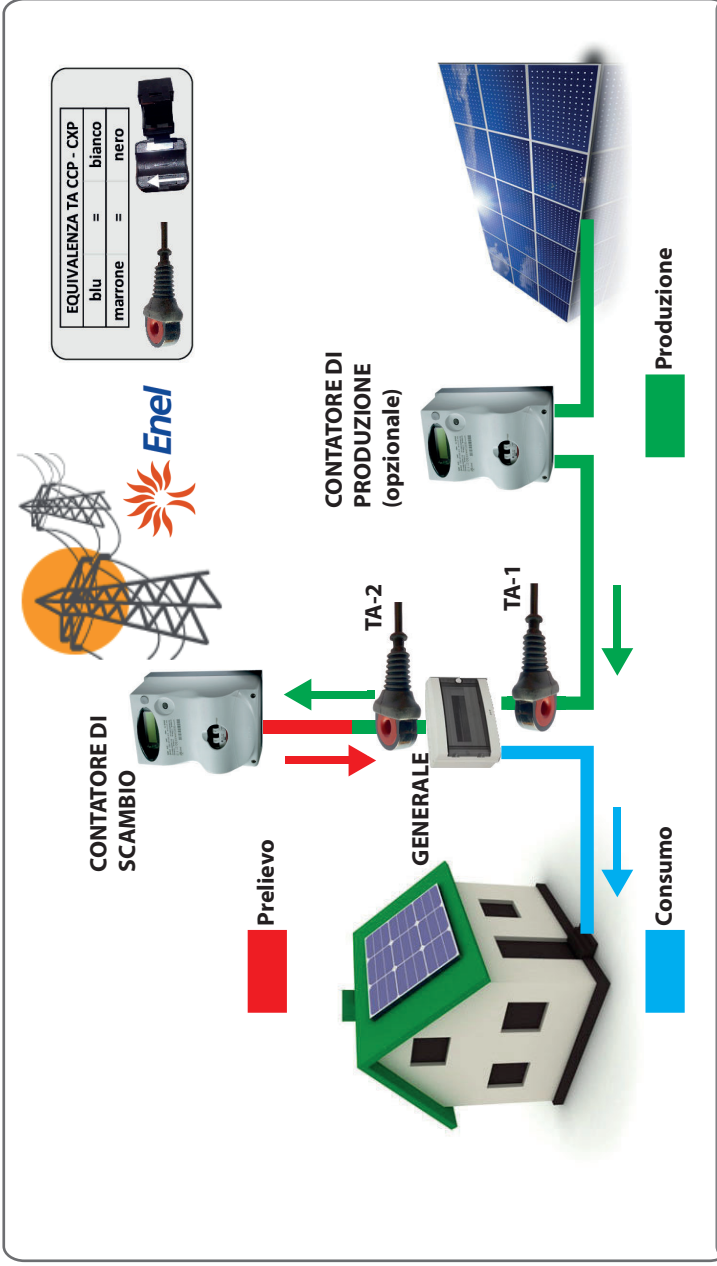 EQUIVALENZA TA CCP - CXP
blu = bianco
marrone = nero
Enel
CONTATORE DI
SCAMBIO
CONTATORE DI
PRODUZIONE
(opzionale)
Prelievo
TA-2
GENERALE
TA-1
Consumo
Produzione